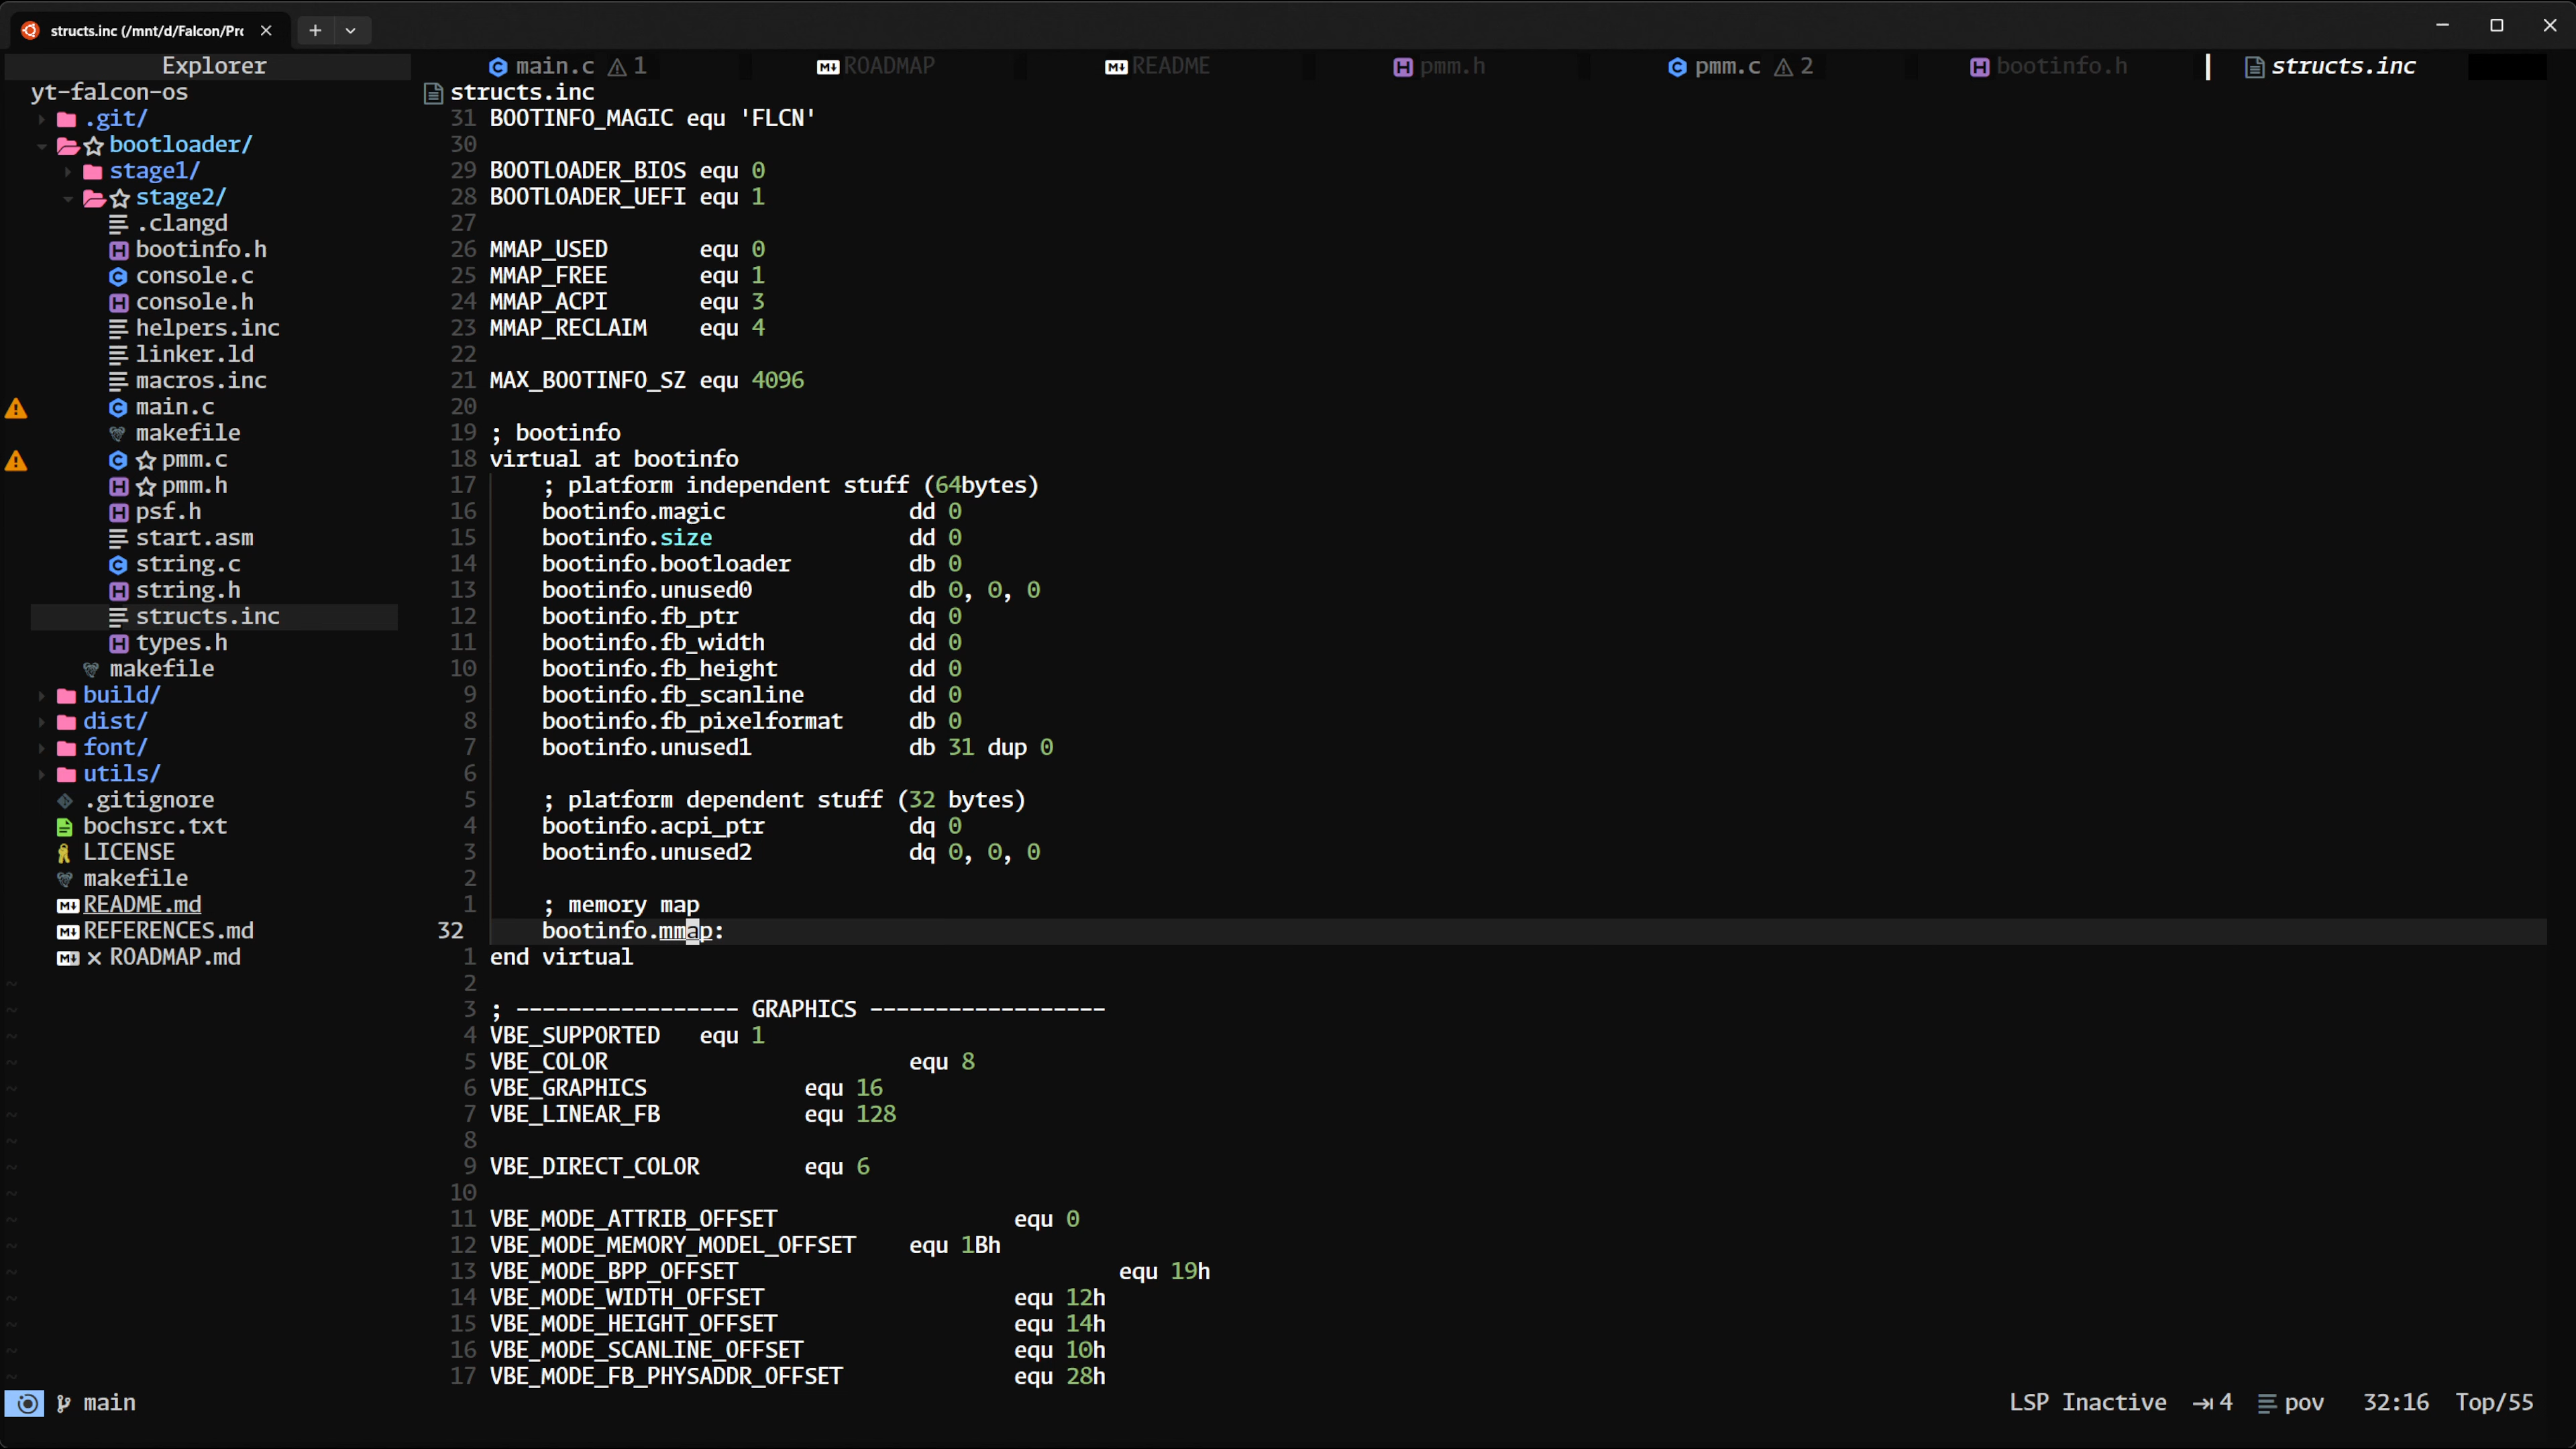 structs.inc (/mnt/d/Falcon/Pro
Explorer
main.c 1
ROADMAP
README
pmm.h
pmm.c 2
bootinfo.h
structs.inc
yt-falcon-os
.git/
bootloader/
stage1/
stage2/
.clangd
bootinfo.h
console.c
console.h
helpers.inc
linker.ld
macros.inc
main.c
makefile
pmm.c
pmm.h
psf.h
start.asm
string.c
string.h
structs.inc
types.h
makefile
build/
dist/
font/
utils/
.gitignore
bochsrc.txt
LICENSE
makefile
README.md
REFERENCES.md
ROADMAP.md
structs.inc
31 BOOTINFO_MAGIC equ 'FLCN'
30
29 BOOTLOADER_BIOS equ 0
28 BOOTLOADER_UEFI equ 1
27
26 MMAP_USED equ 0
25 MMAP_FREE equ 1
24 MMAP_ACPI equ 3
23 MMAP_RECLAIM equ 4
22
21 MAX_BOOTINFO_SZ equ 4096
20
19 ; bootinfo
18 virtual at bootinfo
17 ; platform independent stuff (64bytes)
16 bootinfo.magic dd 0
15 bootinfo.size dd 0
14 bootinfo.bootloader db 0
13 bootinfo.unused0 db 0, 0, 0
12 bootinfo.fb_ptr dq 0
11 bootinfo.fb_width dd 0
10 bootinfo.fb_height dd 0
9 bootinfo.fb_scanline dd 0
8 bootinfo.fb_pixelformat db 0
7 bootinfo.unused1 db 31 dup 0
6
5 ; platform dependent stuff (32 bytes)
4 bootinfo.acpi_ptr dq 0
3 bootinfo.unused2 dq 0, 0, 0
2
1 ; memory map
32 bootinfo.mmap:
1 end virtual
2
3 ; ----------------- GRAPHICS ------------------
4 VBE_SUPPORTED equ 1
5 VBE_COLOR equ 8
6 VBE_GRAPHICS equ 16
7 VBE_LINEAR_FB equ 128
8
9 VBE_DIRECT_COLOR equ 6
10
11 VBE_MODE_ATTRIB_OFFSET equ 0
12 VBE_MODE_MEMORY_MODEL_OFFSET equ 1Bh
13 VBE_MODE_BPP_OFFSET equ 19h
14 VBE_MODE_WIDTH_OFFSET equ 12h
15 VBE_MODE_HEIGHT_OFFSET equ 14h
16 VBE_MODE_SCANLINE_OFFSET equ 10h
17 VBE_MODE_FB_PHYSADDR_OFFSET equ 28h
main
LSP Inactive 4 pov 32:16 Top/55